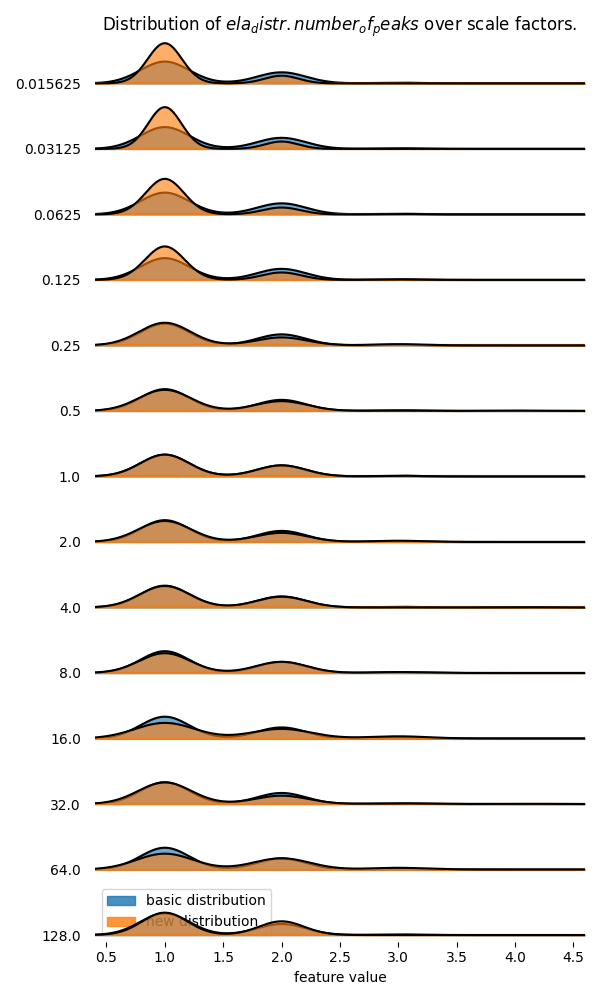 Distribution of ela_distr.number_of_peaks over scale factors.
0.015625
0.03125
0.0625
0.125
0.25
0.5
1.0
2.0
4.0
8.0
16.0
32.0
64.0
basic distribution
new distribution
128.0
0.5 1.0 1.5 2.0 2.5 3.0 3.5 4.0 4.5
feature value